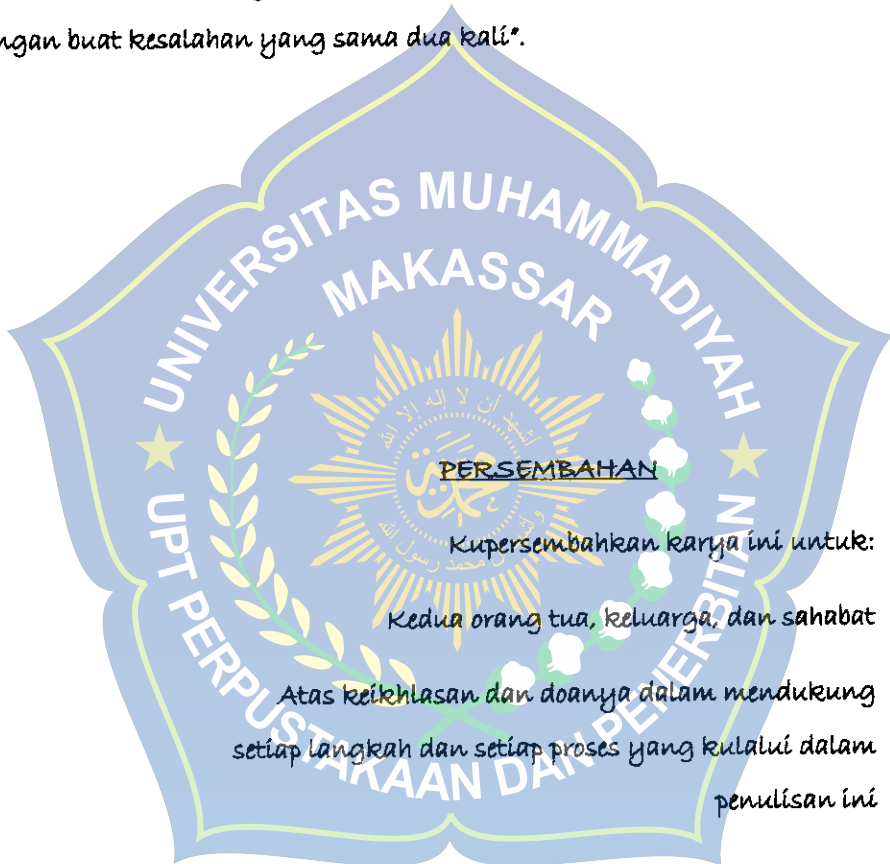 ngan buat kesalahan yang sama dua kali".
UNIVERSITAS MUHAMMADIYAH
MAKASSAR
PERSEMBAHAN
Kupersembahkan karya ini untuk:
Kedua orang tua, keluarga, dan sahabat
Atas keikhlasan dan doanya dalam mendukung
setiap langkah dan setiap proses yang kulalui dalam
penulisan ini
UPT PERPUSTAKAAN DAN PENERBITAN